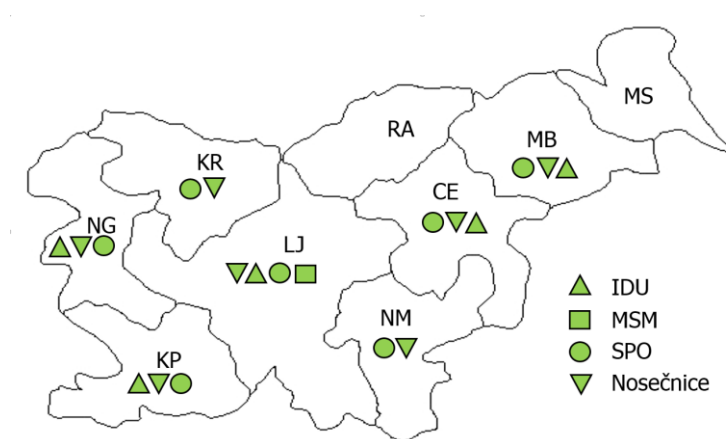 MS
RA
MB
KR
CE
NG
LJ
NM
KP
IDU
MSM
SPO
Nosečnice